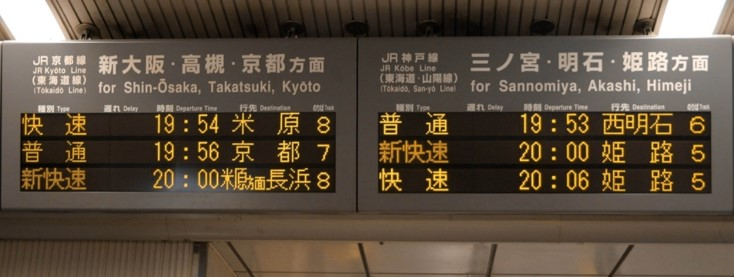 JR 京都線
JR Kyōto Line
(東海道線)
(Tōkaidō Line)
新大阪・高槻・京都方面
for Shin-Ōsaka, Takatsuki, Kyōto
種別 Type 遅れ Delay 時刻 Departure Time 行先 Destination のりば Track
快速 19:54 米原 8
普通 19:56 京都 7
新快速 20:00 米原方面長浜 8
JR 神戸線
JR Kōbe Line
(東海道・山陽線)
(Tōkaidō, San-yō Line)
三ノ宮・明石・姫路方面
for Sannomiya, Akashi, Himeji
種別 Type 遅れ Delay 時刻 Departure Time 行先 Destination のりば Track
普通 19:53 西明石 6
新快速 20:00 姫路 5
快速 20:06 姫路 5